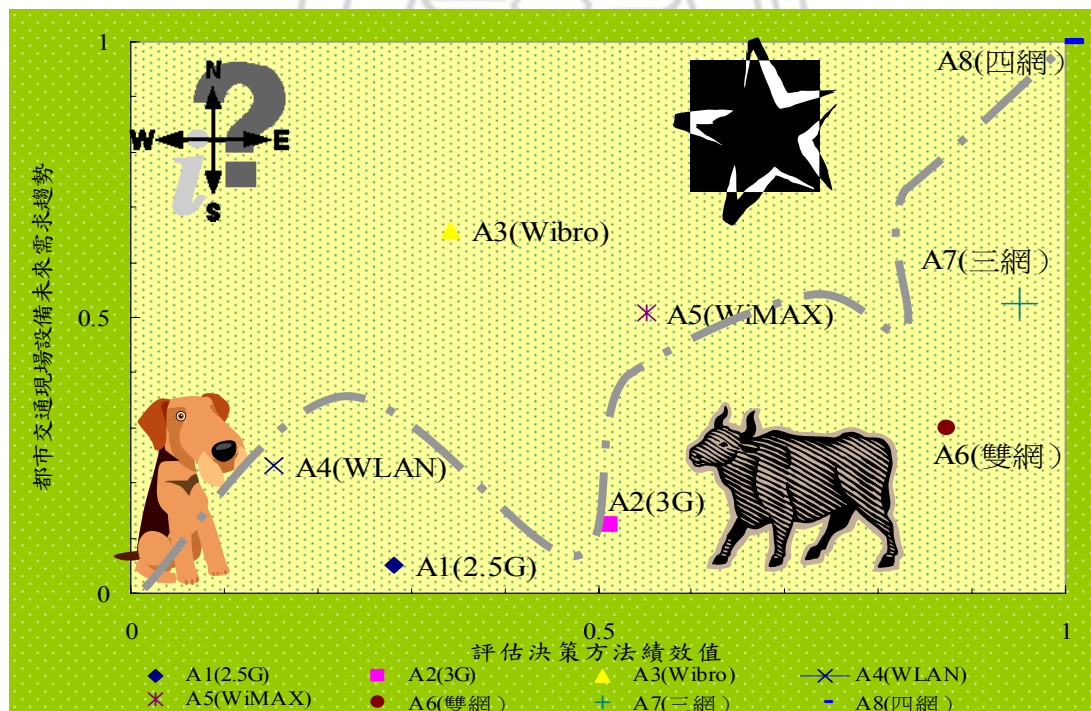 1
N
W
E
S
i?
A8(四網)
A3(Wibro)
A7(三網)
0.5
A5(WiMAX)
A4(WLAN)
A6(雙網)
A2(3G)
A1(2.5G)
0
都市交通現場設備未來需求趨勢
0 0.5 1
評估決策方法績效值
A1(2.5G) A2(3G) A3(Wibro) A4(WLAN)
A5(WiMAX) A6(雙網) A7(三網) A8(四網)